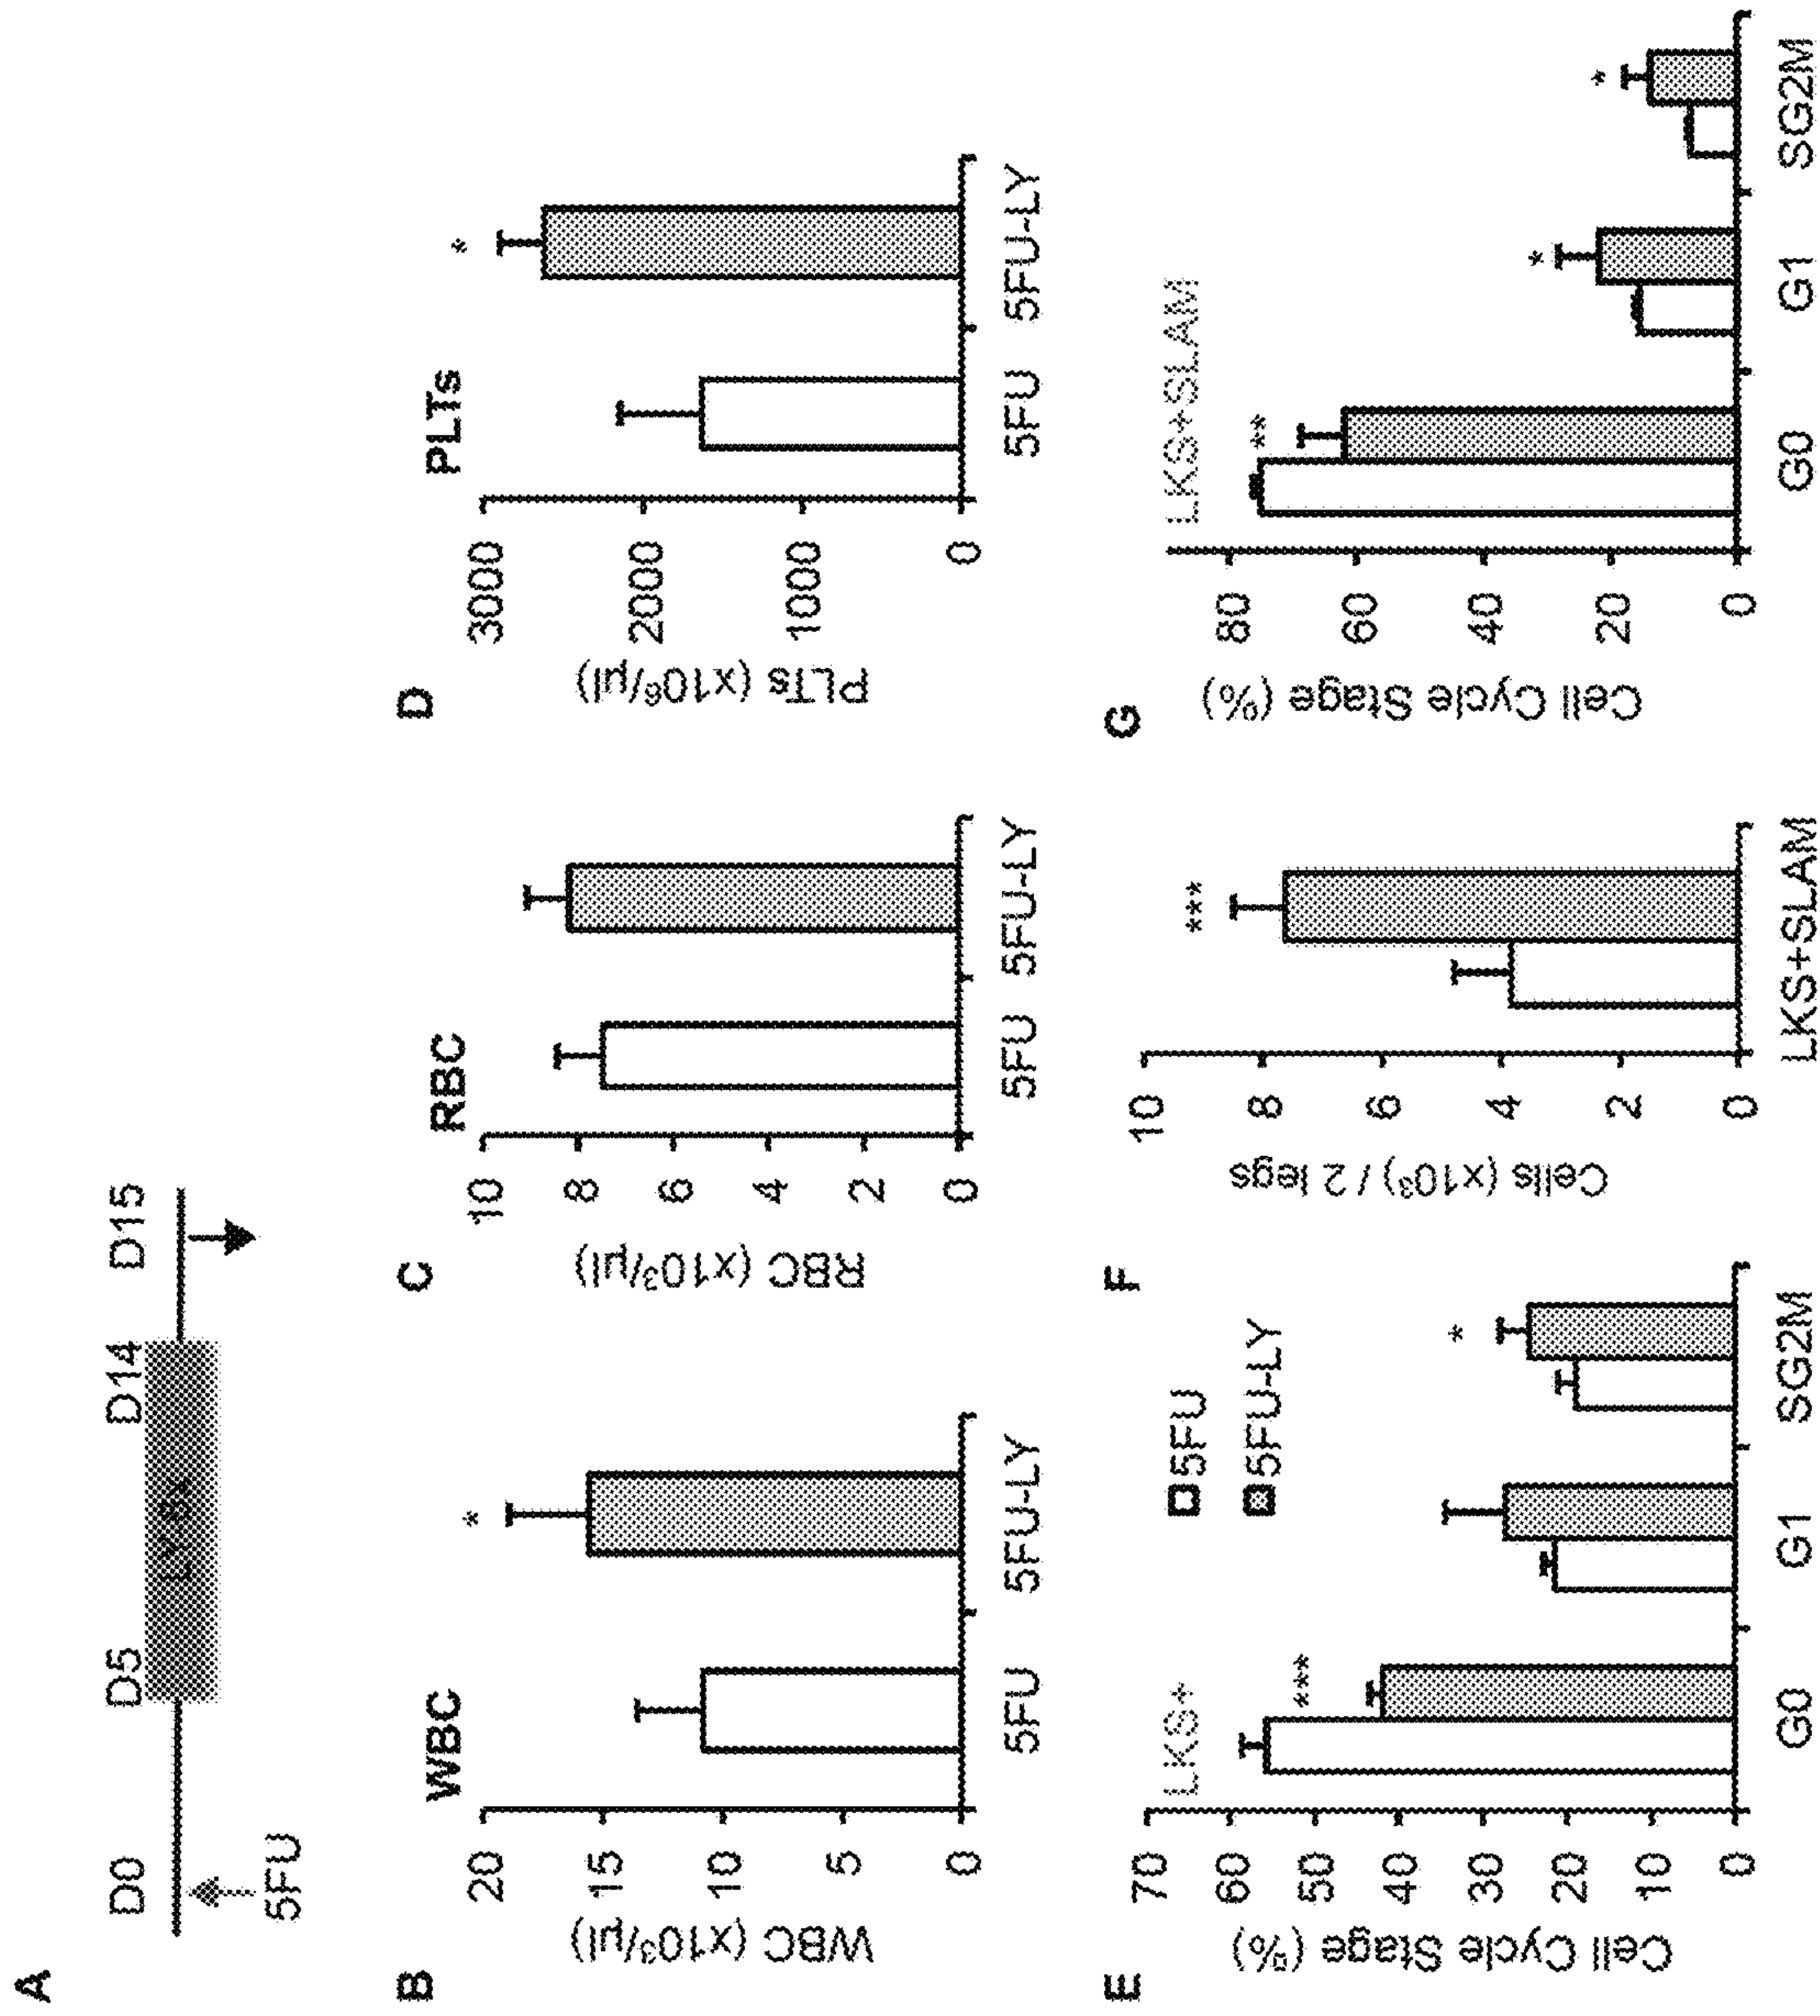 A
D0 D5 D14 D15
5FU
B
WBC
WBC (x10³/µl)
20
15
10
5
0
5FU 5FU-LY
C
RBC
RBC (x10³/µl)
10
8
6
4
2
0
5FU 5FU-LY
D
PLTs
PLTs (x10⁶/µl)
3000
2000
1000
0
5FU 5FU-LY
*
*
E
LKS+
5FU
5FU-LY
Cell Cycle Stage (%)
70
60
50
40
30
20
10
0
***
*
G0 G1 SG2M
F
Cells (x10³) / 2 legs
10
8
6
4
2
0
***
LKS+SLAM
G
LKS+SLAM
Cell Cycle Stage (%)
80
60
40
20
0
**
*
*
G0 G1 SG2M